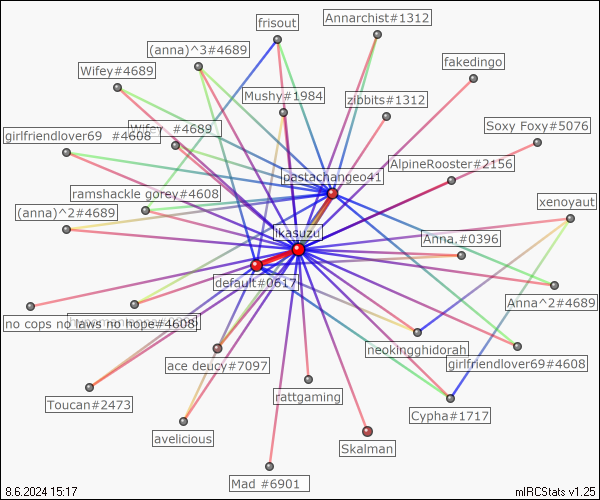 frisout
Annarchist#1312
(anna)^3#4689
fakedingo
Wifey#4689
Mushy#1984
zibbits#1312
Soxy Foxy#5076
Wifey #4689
girlfriendlover69 #4608
AlpineRooster#2156
pastachangeo41
ramshackle gorey#4608
xenoyaut
(anna)^2#4689
ikasuzu
Anna.#0396
default#0617
Anna^2#4689
no cops no laws no hope#4608
neokingghidorah
girlfriendlover69#4608
ace deucy#7097
rattgaming
Toucan#2473
Cypha#1717
avelicious
Skalman
Mad #6901
8.6.2024 15:17
mIRCStats v1.25